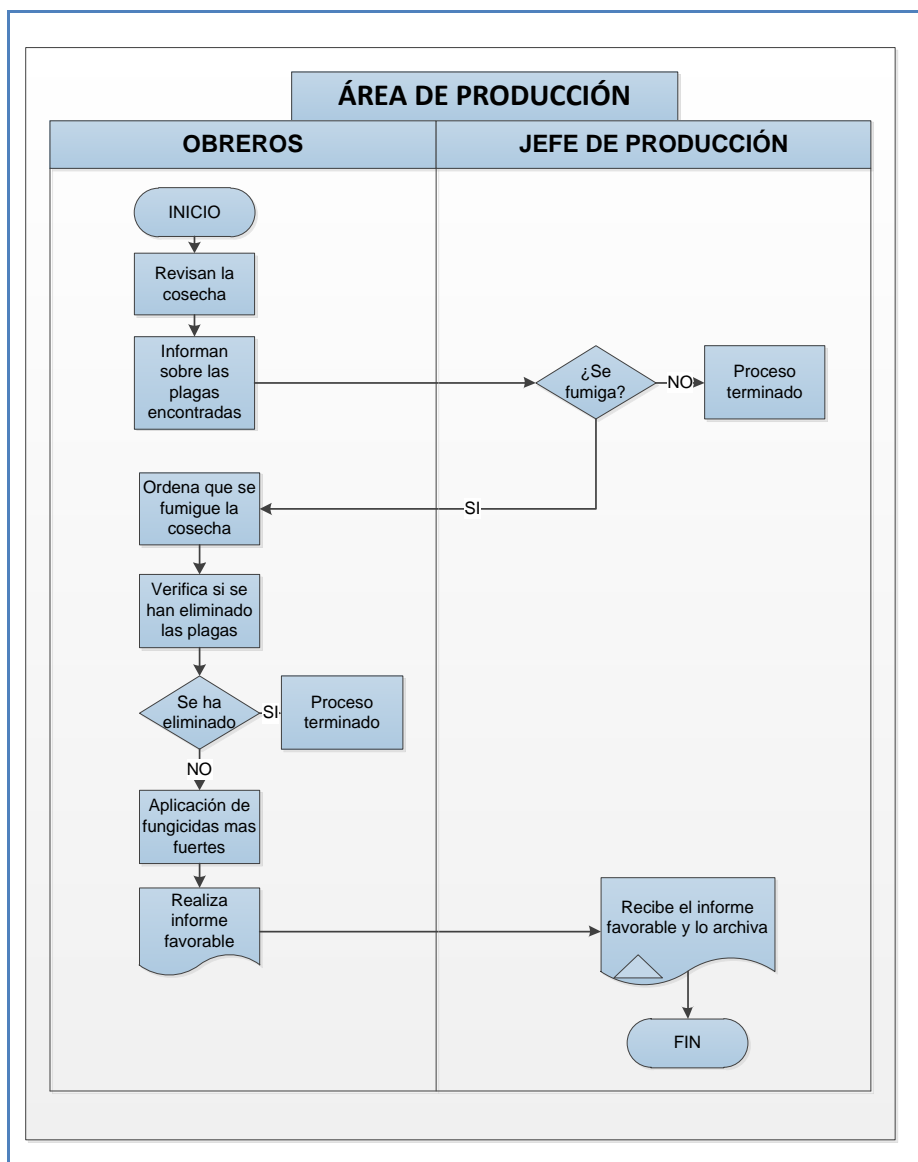 ÁREA DE PRODUCCIÓN
OBREROS
JEFE DE PRODUCCIÓN
INICIO
Revisan la
cosecha
Informan
sobre las
plagas
encontradas
¿Se
fumiga?
NO
Proceso
terminado
SI
Ordena que se
fumigue la
cosecha
Verifica si se
han eliminado
las plagas
Se ha
eliminado
SI
Proceso
terminado
NO
Aplicación de
fungicidas mas
fuertes
Realiza
informe
favorable
Recibe el informe
favorable y lo archiva
FIN